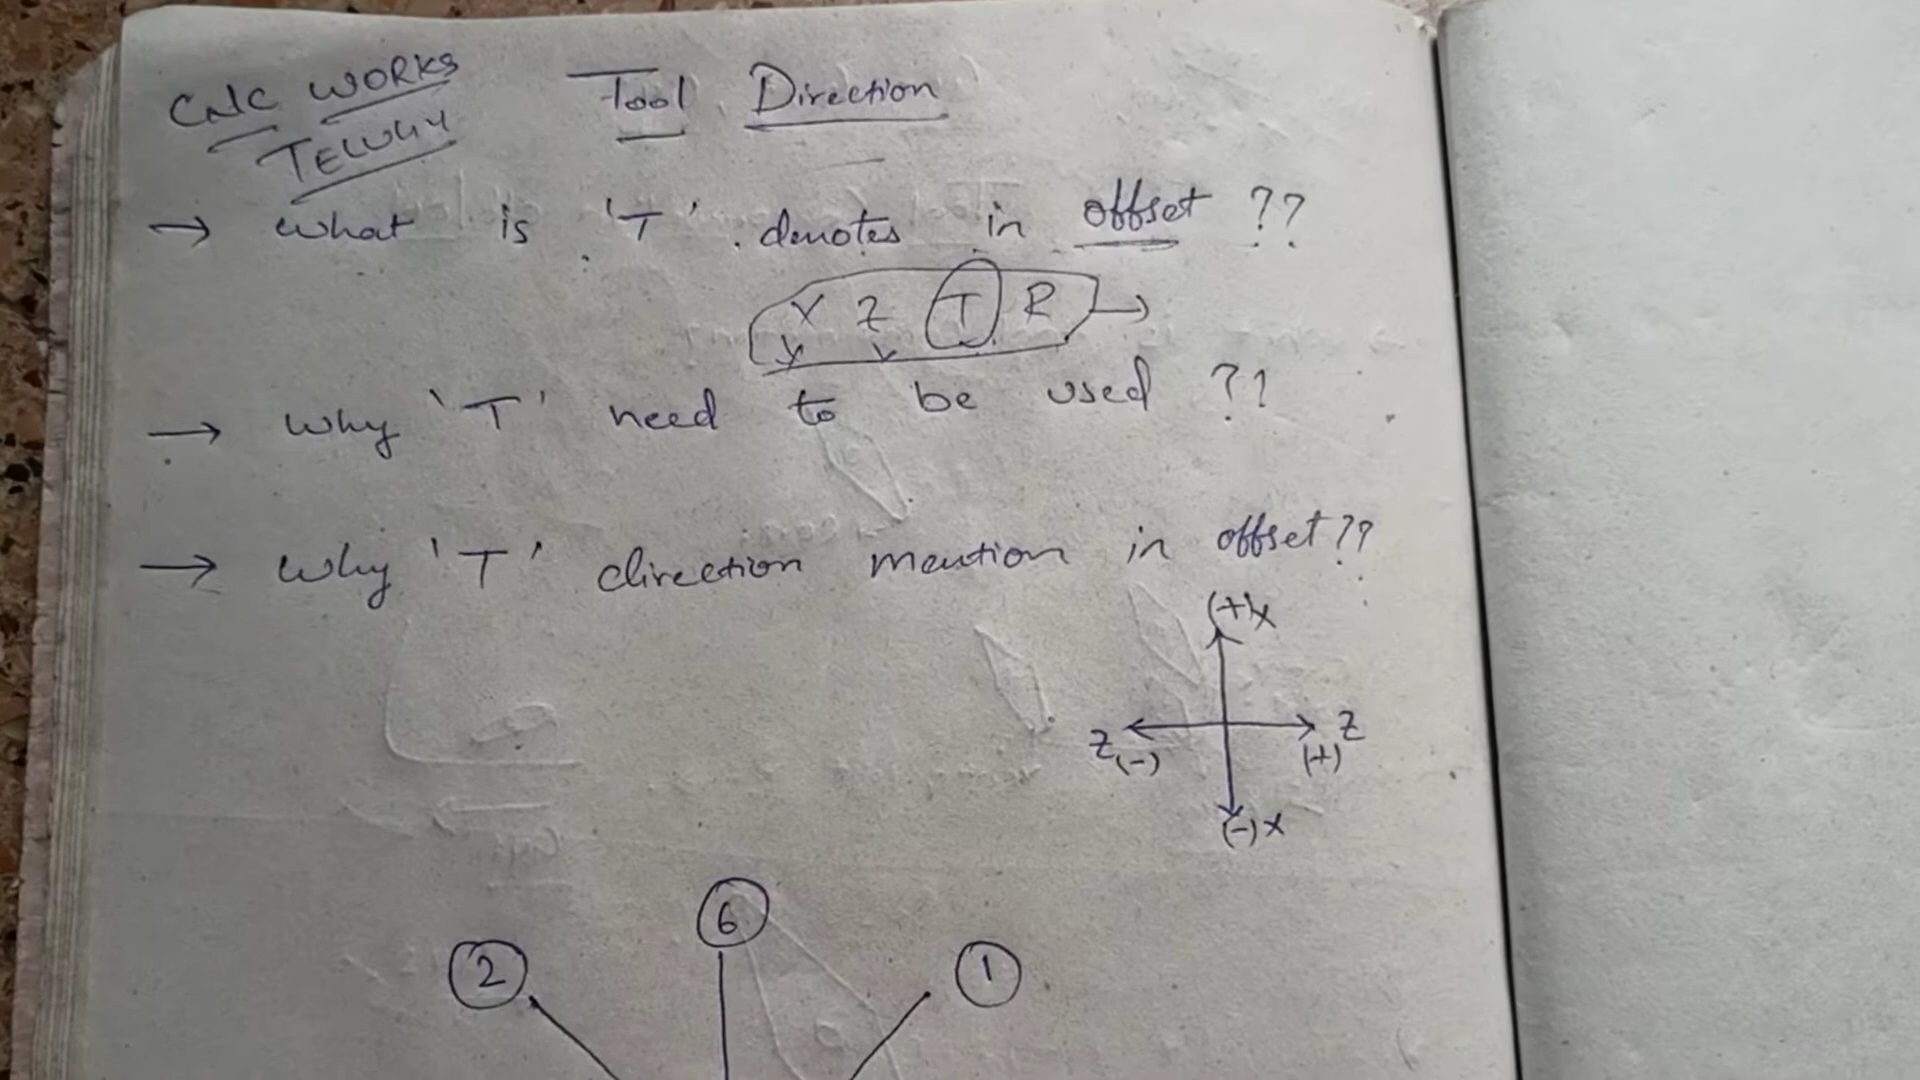 CNC WORKS
TELUGU
Tool Direction
→ What is 'T' denotes in offset ??
X Z T R →
→ Why 'T' need to be used ??
→ Why 'T' direction mention in offset ??
(+)X
Z(-)
Z(+)
(-)X
6
2
1